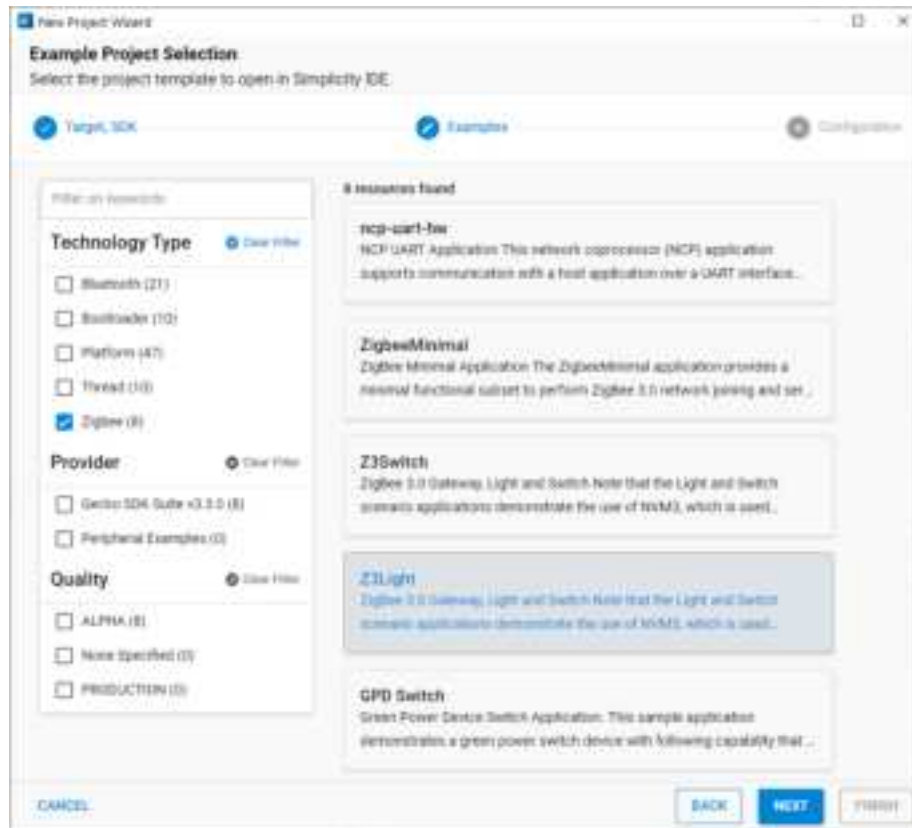 New Project Wizard
Example Project Selection
Select the project template to open in Simplicity IDE.
Target, SDK
Examples
Configuration
Filter on keywords
8 resources found
Technology Type
Clear Filter
Bluetooth (21)
Bootloader (10)
Platform (47)
Thread (10)
Zigbee (8)
Provider
Clear Filter
Gecko SDK Suite v3.0.0 (8)
Peripheral Examples (0)
Quality
Clear Filter
ALPHA (8)
None Specified (0)
PRODUCTION (0)
ncp-uart-hw
NCP UART Application This network coprocessor (NCP) application
supports communication with a host application over a UART interface...
ZigbeeMinimal
ZigBee Minimal Application The ZigbeeMinimal application provides a
minimal functional subset to perform ZigBee 3.0 network joining and ser...
Z3Switch
ZigBee 3.0 Gateway, Light and Switch Note that the Light and Switch
scenario applications demonstrate the use of NVM3, which is used...
Z3Light
ZigBee 3.0 Gateway, Light and Switch Note that the Light and Switch
scenario applications demonstrate the use of NVM3, which is used...
GPD Switch
Green Power Device Switch Application. This sample application
demonstrates a green power switch device with following capability that ...
CANCEL
BACK
NEXT
FINISH